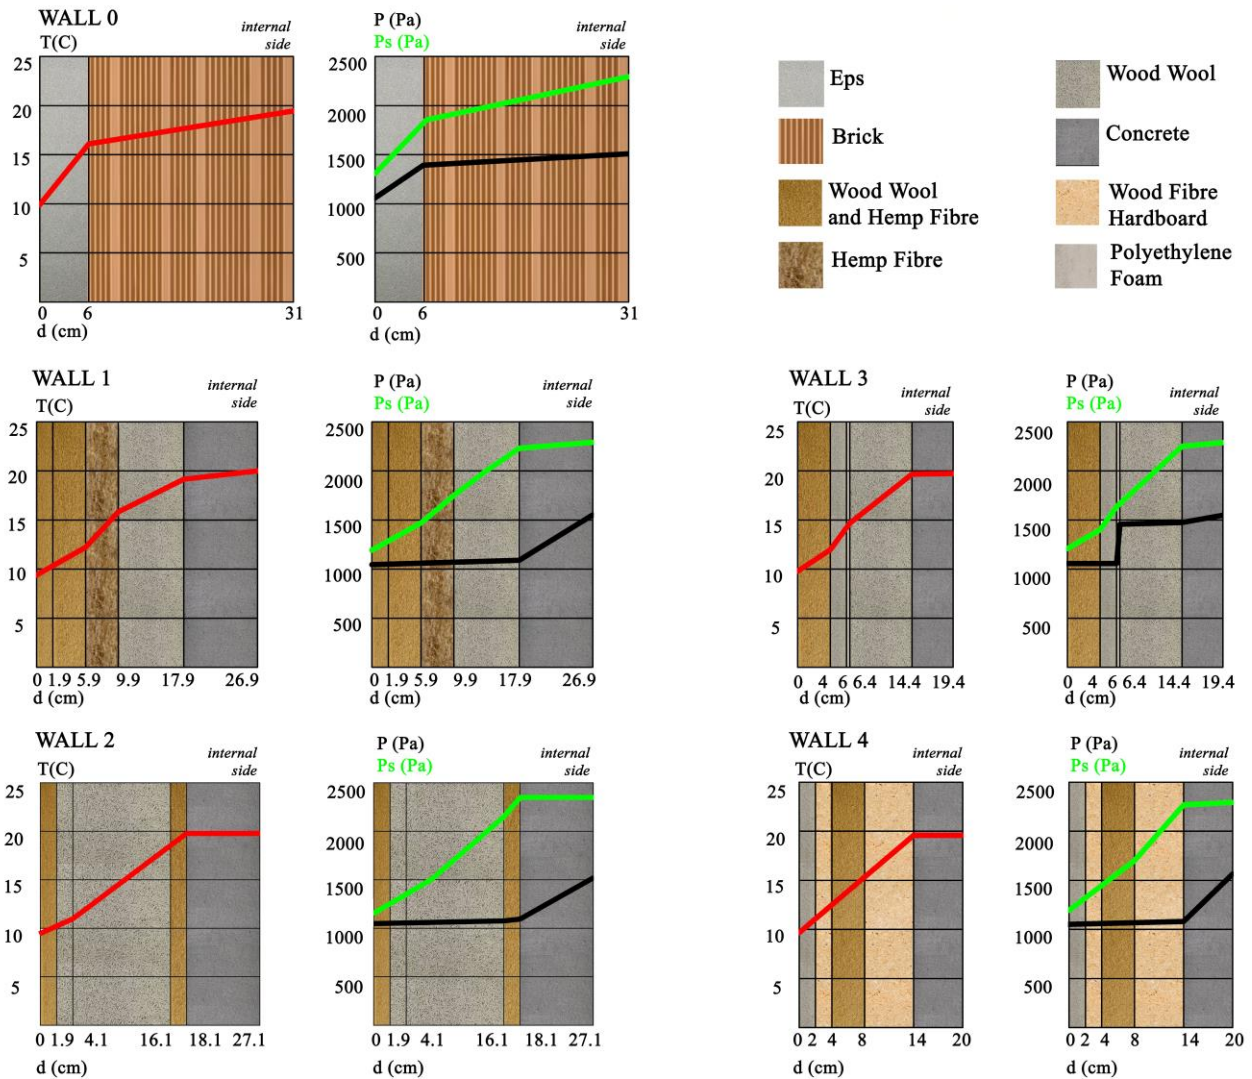 WALL 0
T(C)
internal
side
25
20
15
10
5
0 6 31
d (cm)
P (Pa)
Ps (Pa)
internal
side
2500
2000
1500
1000
500
0 6 31
d (cm)
Eps
Brick
Wood Wool
and Hemp Fibre
Hemp Fibre
Wood Wool
Concrete
Wood Fibre
Hardboard
Polyethylene
Foam
WALL 1
T(C)
internal
side
25
20
15
10
5
0 1.9 5.9 9.9 17.9 26.9
d (cm)
P (Pa)
Ps (Pa)
internal
side
2500
2000
1500
1000
500
0 1.9 5.9 9.9 17.9 26.9
d (cm)
WALL 3
T(C)
internal
side
25
20
15
10
5
0 4 6 6.4 14.4 19.4
d (cm)
P (Pa)
Ps (Pa)
internal
side
2500
2000
1500
1000
500
0 4 6 6.4 14.4 19.4
d (cm)
WALL 2
T(C)
internal
side
25
20
15
10
5
0 1.9 4.1 16.1 18.1 27.1
d (cm)
P (Pa)
Ps (Pa)
internal
side
2500
2000
1500
1000
500
0 1.9 4.1 16.1 18.1 27.1
d (cm)
WALL 4
T(C)
internal
side
25
20
15
10
5
0 2 4 8 14 20
d (cm)
P (Pa)
Ps (Pa)
internal
side
2500
2000
1500
1000
500
0 2 4 8 14 20
d (cm)